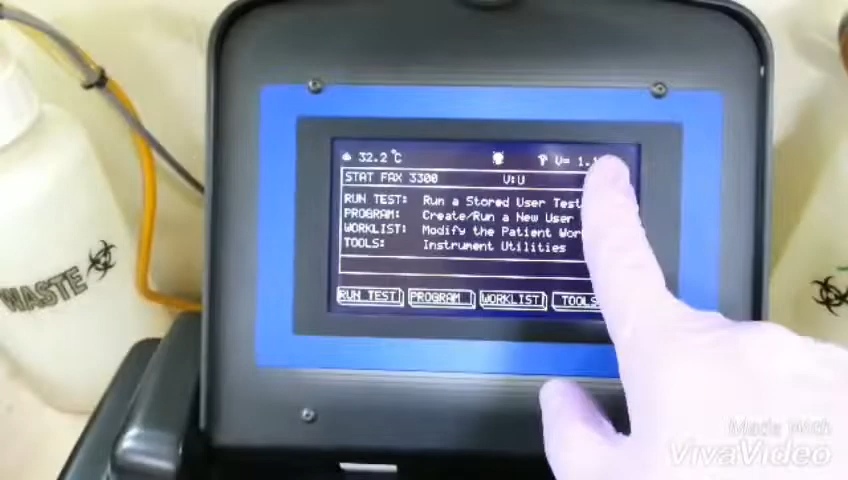 32.2°C
STAT FAX 3300 V:U
RUN TEST: Run a Stored User Test
PROGRAM: Create/Run a New User
WORKLIST: Modify the Patient
TOOLS: Instrument Utilities
RUN TEST PROGRAM WORKLIST TOOLS
WASTE
Made With
VivaVideo